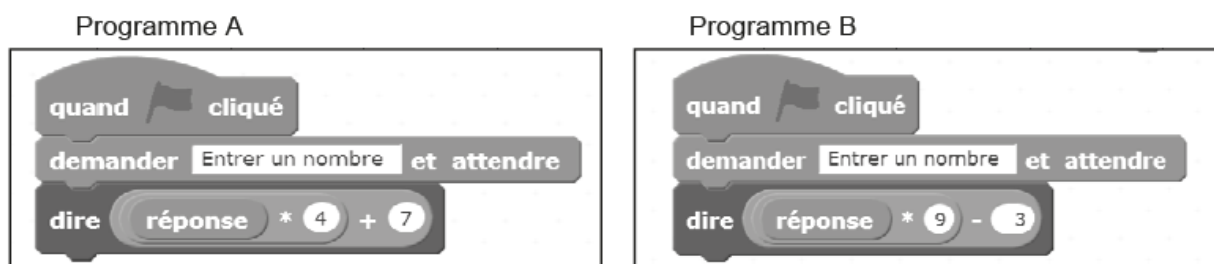 Programme A
quand cliqué
demander Entrer un nombre et attendre
dire réponse * 4 + 7
Programme B
quand cliqué
demander Entrer un nombre et attendre
dire réponse * 9 - 3